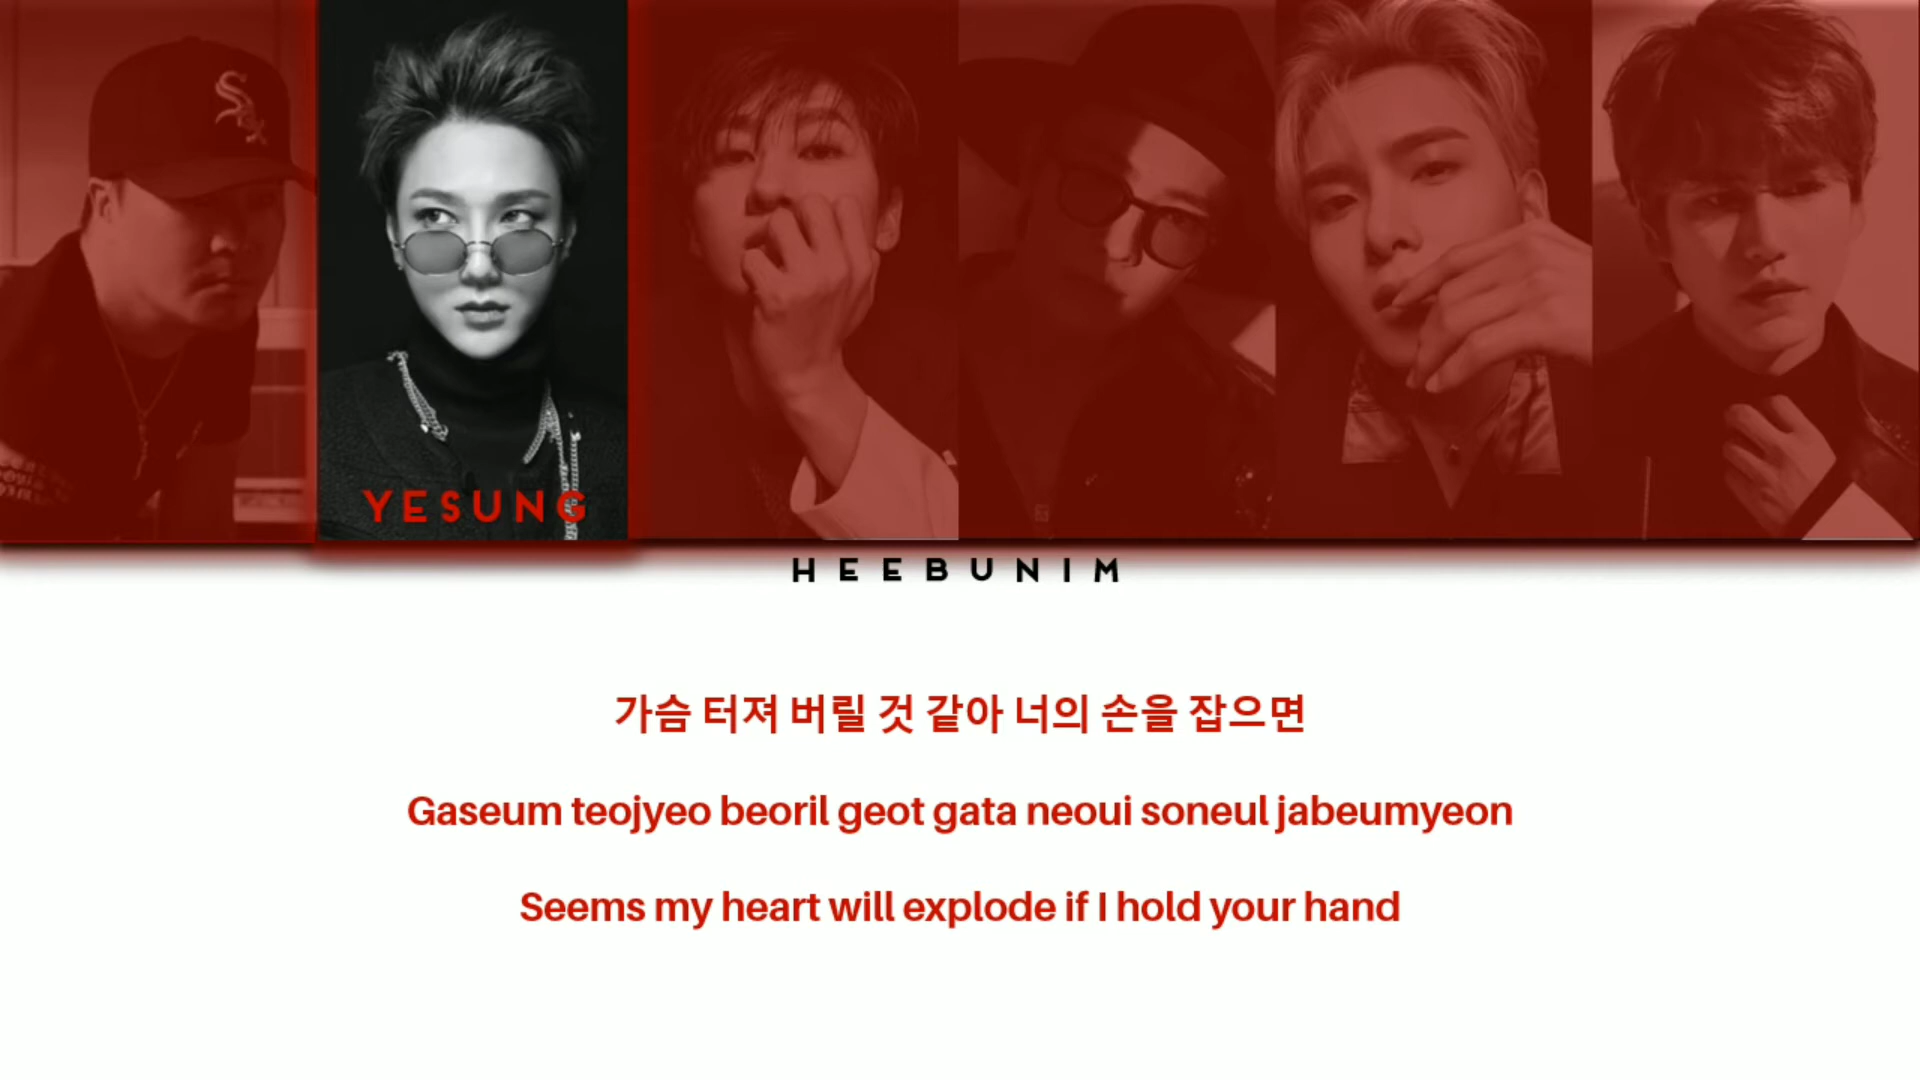 Sox
YESUNG
HEEBUNIM
가슴 터져 버릴 것 같아 너의 손을 잡으면
Gaseum teojyeo beoril geot gata neoui soneul jabeumyeon
Seems my heart will explode if I hold your hand